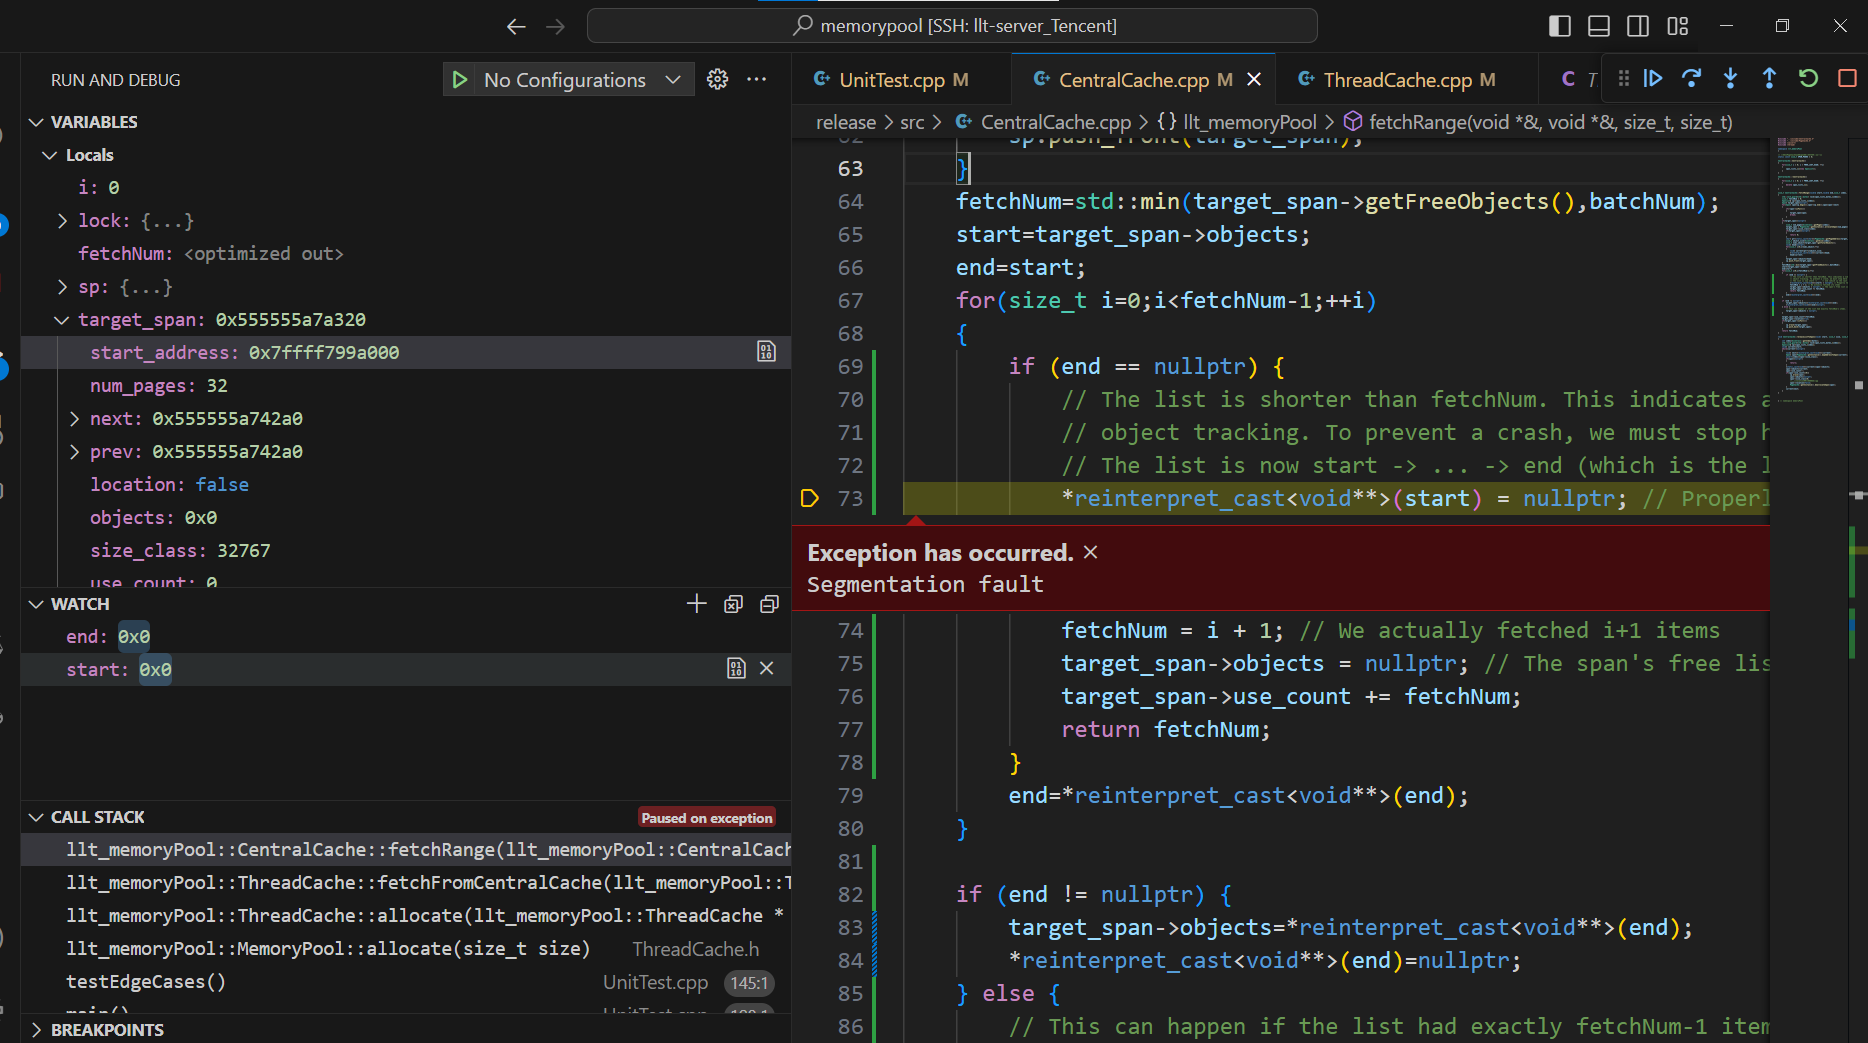 memorypool [SSH: llt-server_Tencent]
RUN AND DEBUG
No Configurations
VARIABLES
Locals
i: 0
lock: {...}
fetchNum: <optimized out>
sp: {...}
target_span: 0x555555a7a320
start_address: 0x7ffff799a000
num_pages: 32
next: 0x555555a742a0
prev: 0x555555a742a0
location: false
objects: 0x0
size_class: 32767
use_count: 0
WATCH
end: 0x0
start: 0x0
CALL STACK
Paused on exception
llt_memoryPool::CentralCache::fetchRange(llt_memoryPool::CentralCach
llt_memoryPool::ThreadCache::fetchFromCentralCache(llt_memoryPool::T
llt_memoryPool::ThreadCache::allocate(llt_memoryPool::ThreadCache *
llt_memoryPool::MemoryPool::allocate(size_t size) ThreadCache.h
testEdgeCases() UnitTest.cpp 145:1
main() UnitTest.cpp
BREAKPOINTS
UnitTest.cpp M
CentralCache.cpp M
ThreadCache.cpp M
C T
release > src > CentralCache.cpp > {} llt_memoryPool > fetchRange(void *&, void *&, size_t, size_t)
62 sp.push_front(target_span);
63 }
64 fetchNum=std::min(target_span->getFreeObjects(),batchNum);
65 start=target_span->objects;
66 end=start;
67 for(size_t i=0;i<fetchNum-1;++i)
68 {
69 if (end == nullptr) {
70 // The list is shorter than fetchNum. This indicates a
71 // object tracking. To prevent a crash, we must stop h
72 // The list is now start -> ... -> end (which is the l
73 *reinterpret_cast<void**>(start) = nullptr; // Properl
Exception has occurred.
Segmentation fault
74 fetchNum = i + 1; // We actually fetched i+1 items
75 target_span->objects = nullptr; // The span's free lis
76 target_span->use_count += fetchNum;
77 return fetchNum;
78 }
79 end=*reinterpret_cast<void**>(end);
80 }
81
82 if (end != nullptr) {
83 target_span->objects=*reinterpret_cast<void**>(end);
84 *reinterpret_cast<void**>(end)=nullptr;
85 } else {
86 // This can happen if the list had exactly fetchNum-1 item